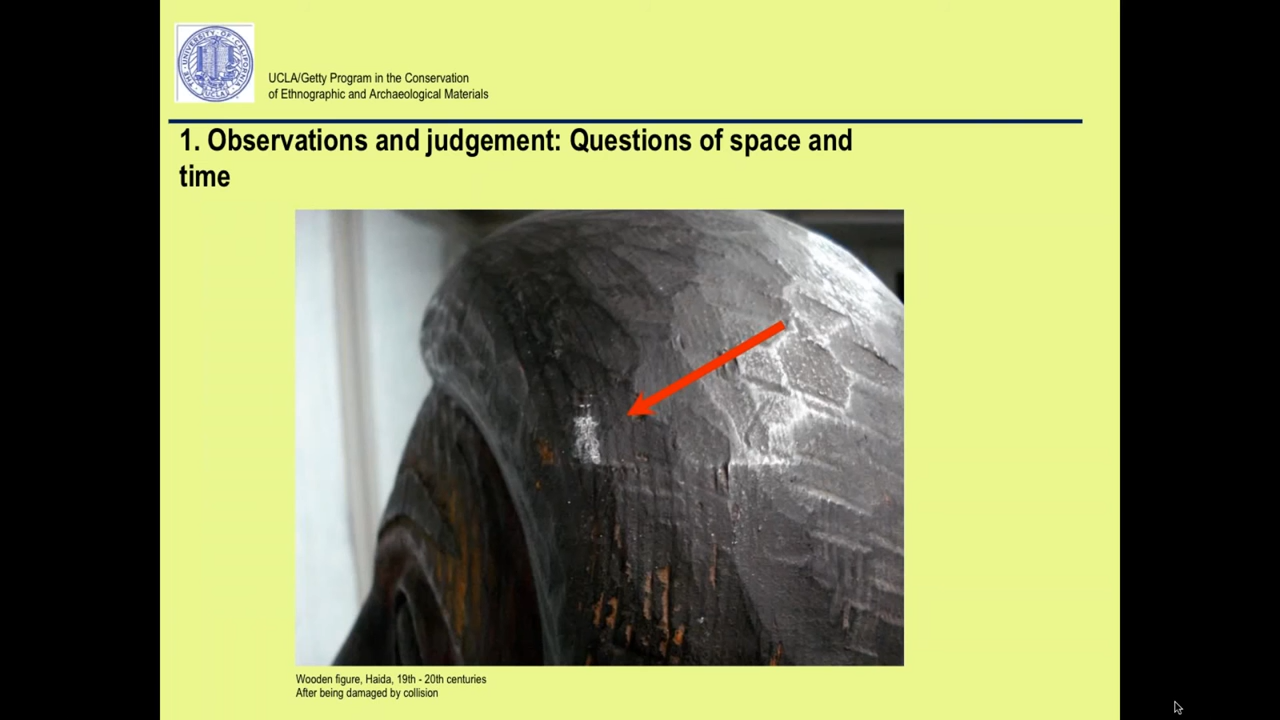 UCLA/Getty Program in the Conservation
of Ethnographic and Archaeological Materials
1. Observations and judgement: Questions of space and
time
Wooden figure, Haida, 19th - 20th centuries
After being damaged by collision